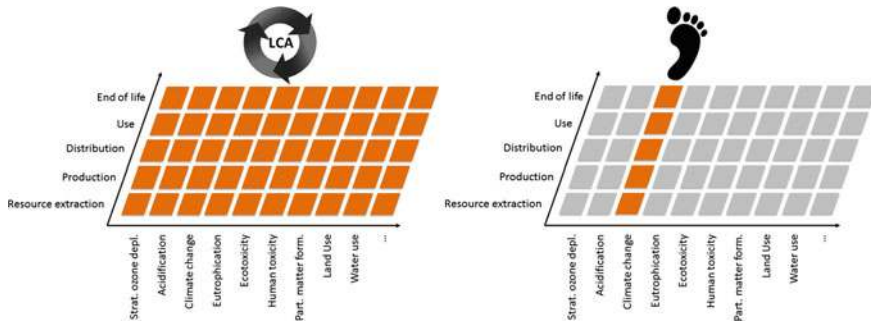 LCA
End of life
Use
Distribution
Production
Resource extraction
Strat. ozone depl.
Acidification
Climate change
Eutrophication
Ecotoxicity
Human toxicity
Part. matter form.
Land Use
Water use
...
End of life
Use
Distribution
Production
Resource extraction
Strat. ozone depl.
Acidification
Climate change
Eutrophication
Ecotoxicity
Human toxicity
Part. matter form.
Land Use
Water use
...